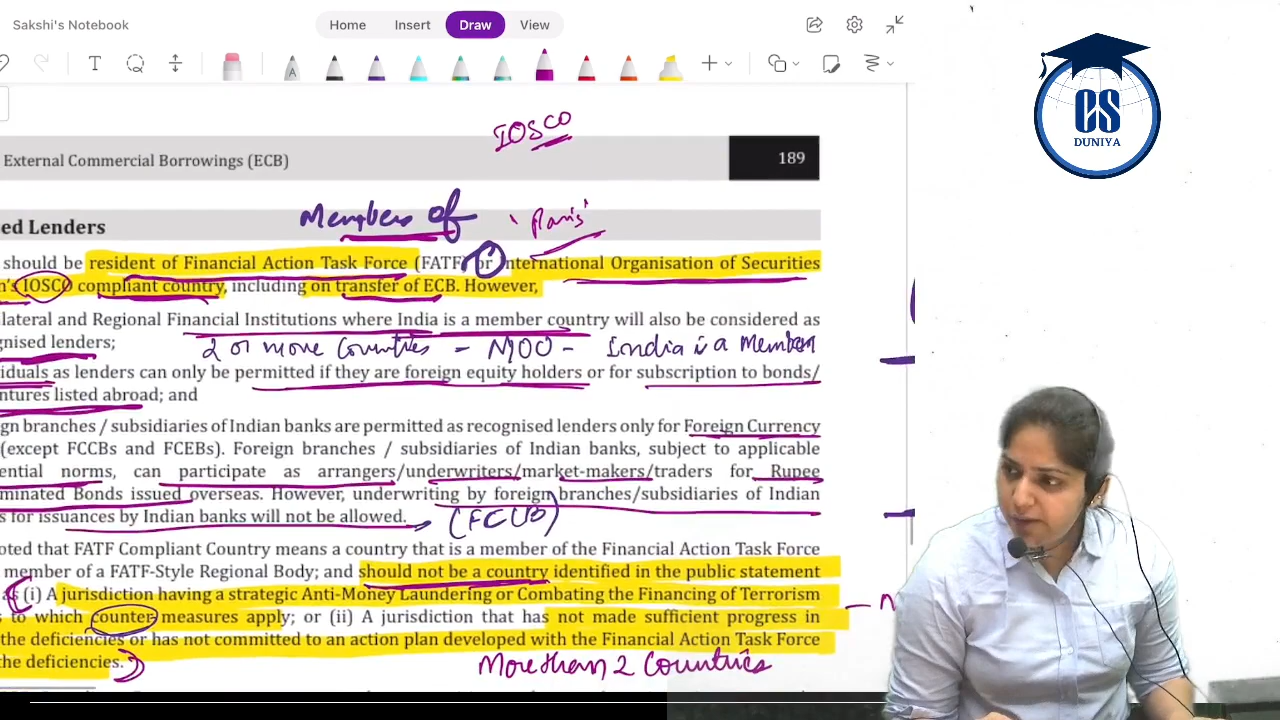 Sakshi's Notebook
Home Insert Draw View
CS
DUNIYA
IOSCO
External Commercial Borrowings (ECB)
189
Members of
'Paris'
ed Lenders
should be resident of Financial Action Task Force (FATF) or International Organisation of Securities
n's IOSCO compliant country, including on transfer of ECB. However,
lateral and Regional Financial Institutions where India is a member country will also be considered as
gnised lenders;
2 or more Countries - MOU - India is a Member
iduals as lenders can only be permitted if they are foreign equity holders or for subscription to bonds/
ntures listed abroad; and
gn branches / subsidiaries of Indian banks are permitted as recognised lenders only for Foreign Currency
(except FCCBs and FCEBs). Foreign branches / subsidiaries of Indian banks, subject to applicable
ential norms, can participate as arrangers/underwriters/market-makers/traders for Rupee
minated Bonds issued overseas. However, underwriting by foreign branches/subsidiaries of Indian
s for issuances by Indian banks will not be allowed.
oted that FATF Compliant Country means a country that is a member of the Financial Action Task Force
member of a FATF-Style Regional Body; and should not be a country identified in the public statement
as (i) A jurisdiction having a strategic Anti-Money Laundering or Combating the Financing of Terrorism
s to which counter-measures apply; or (ii) A jurisdiction that has not made sufficient progress in
the deficiencies or has not committed to an action plan developed with the Financial Action Task Force
the deficiencies.
More than 2 Countries